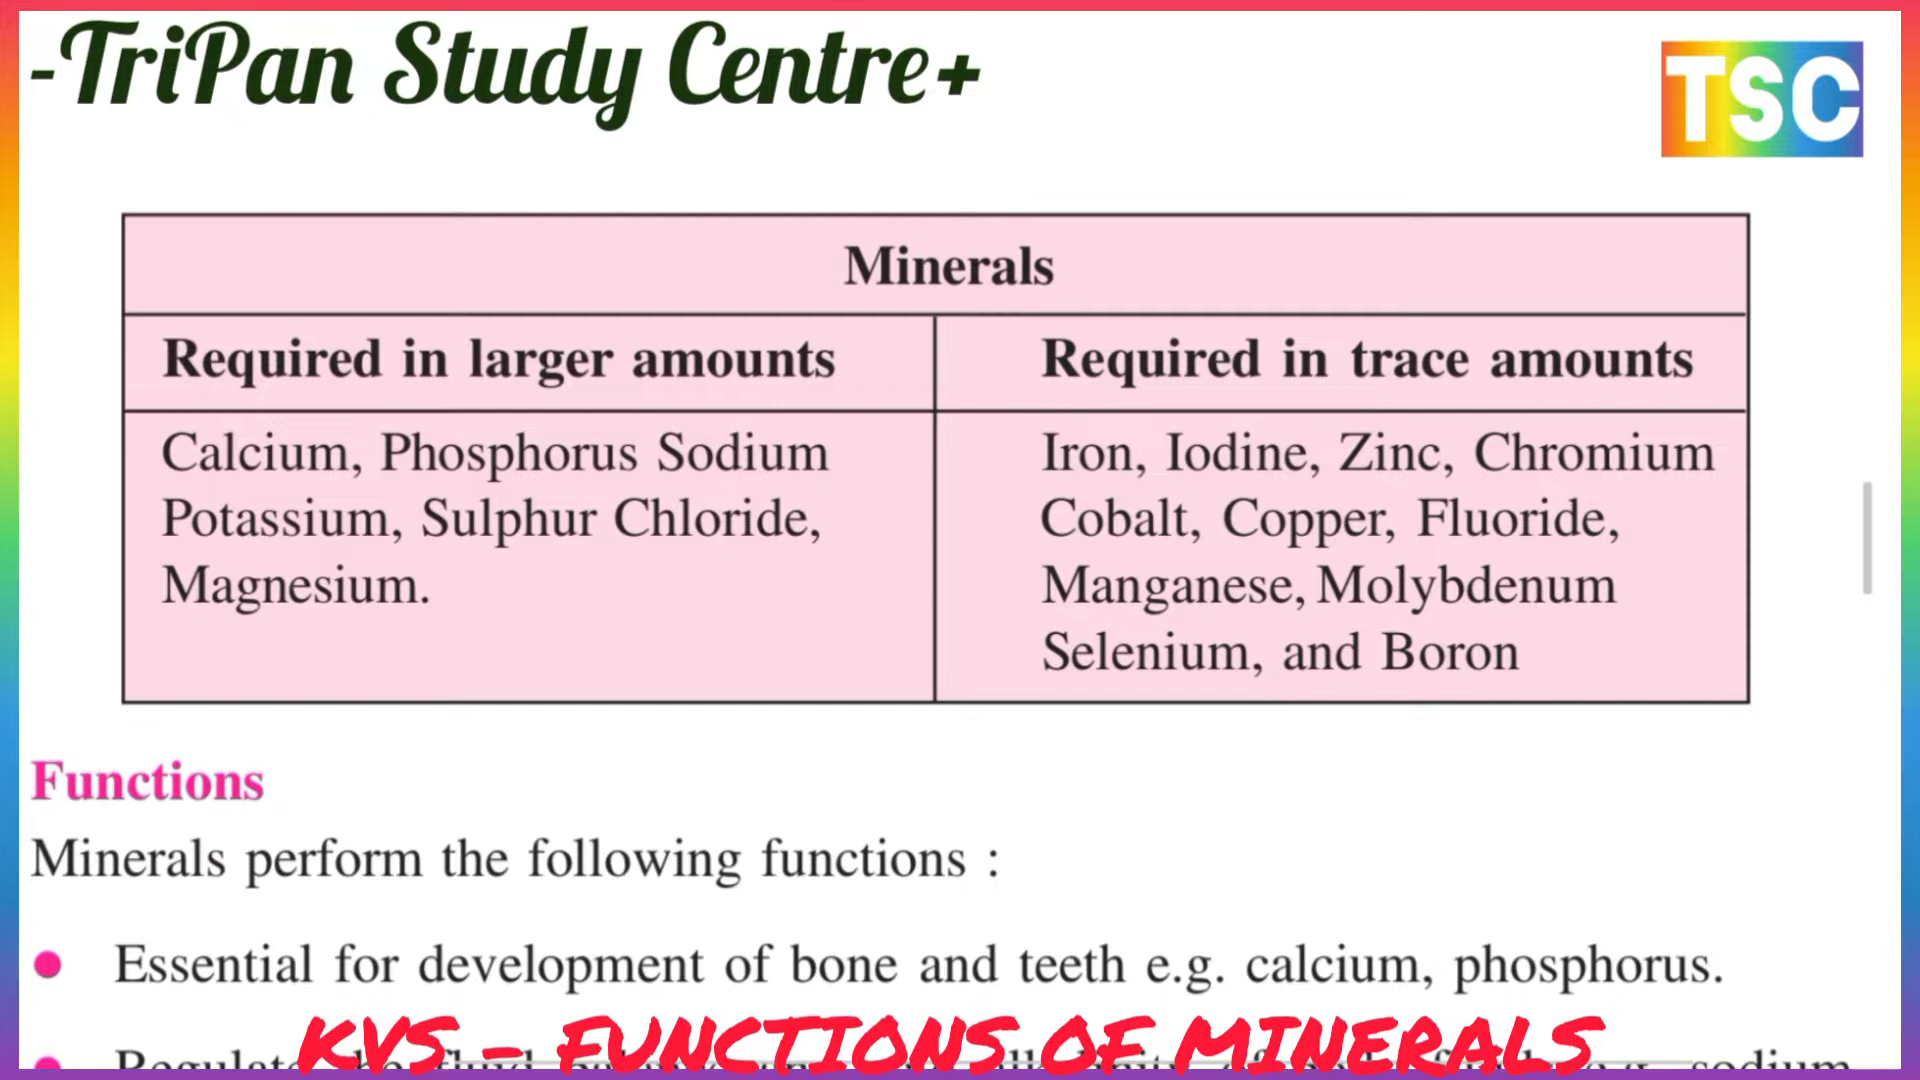 -TriPan Study Centre+
TSC
Minerals
Required in larger amounts
Required in trace amounts
Calcium, Phosphorus Sodium
Potassium, Sulphur Chloride,
Magnesium.
Iron, Iodine, Zinc, Chromium
Cobalt, Copper, Fluoride,
Manganese, Molybdenum
Selenium, and Boron
Functions
Minerals perform the following functions :
● Essential for development of bone and teeth e.g. calcium, phosphorus.
KVS - FUNCTIONS OF MINERALS
sodium